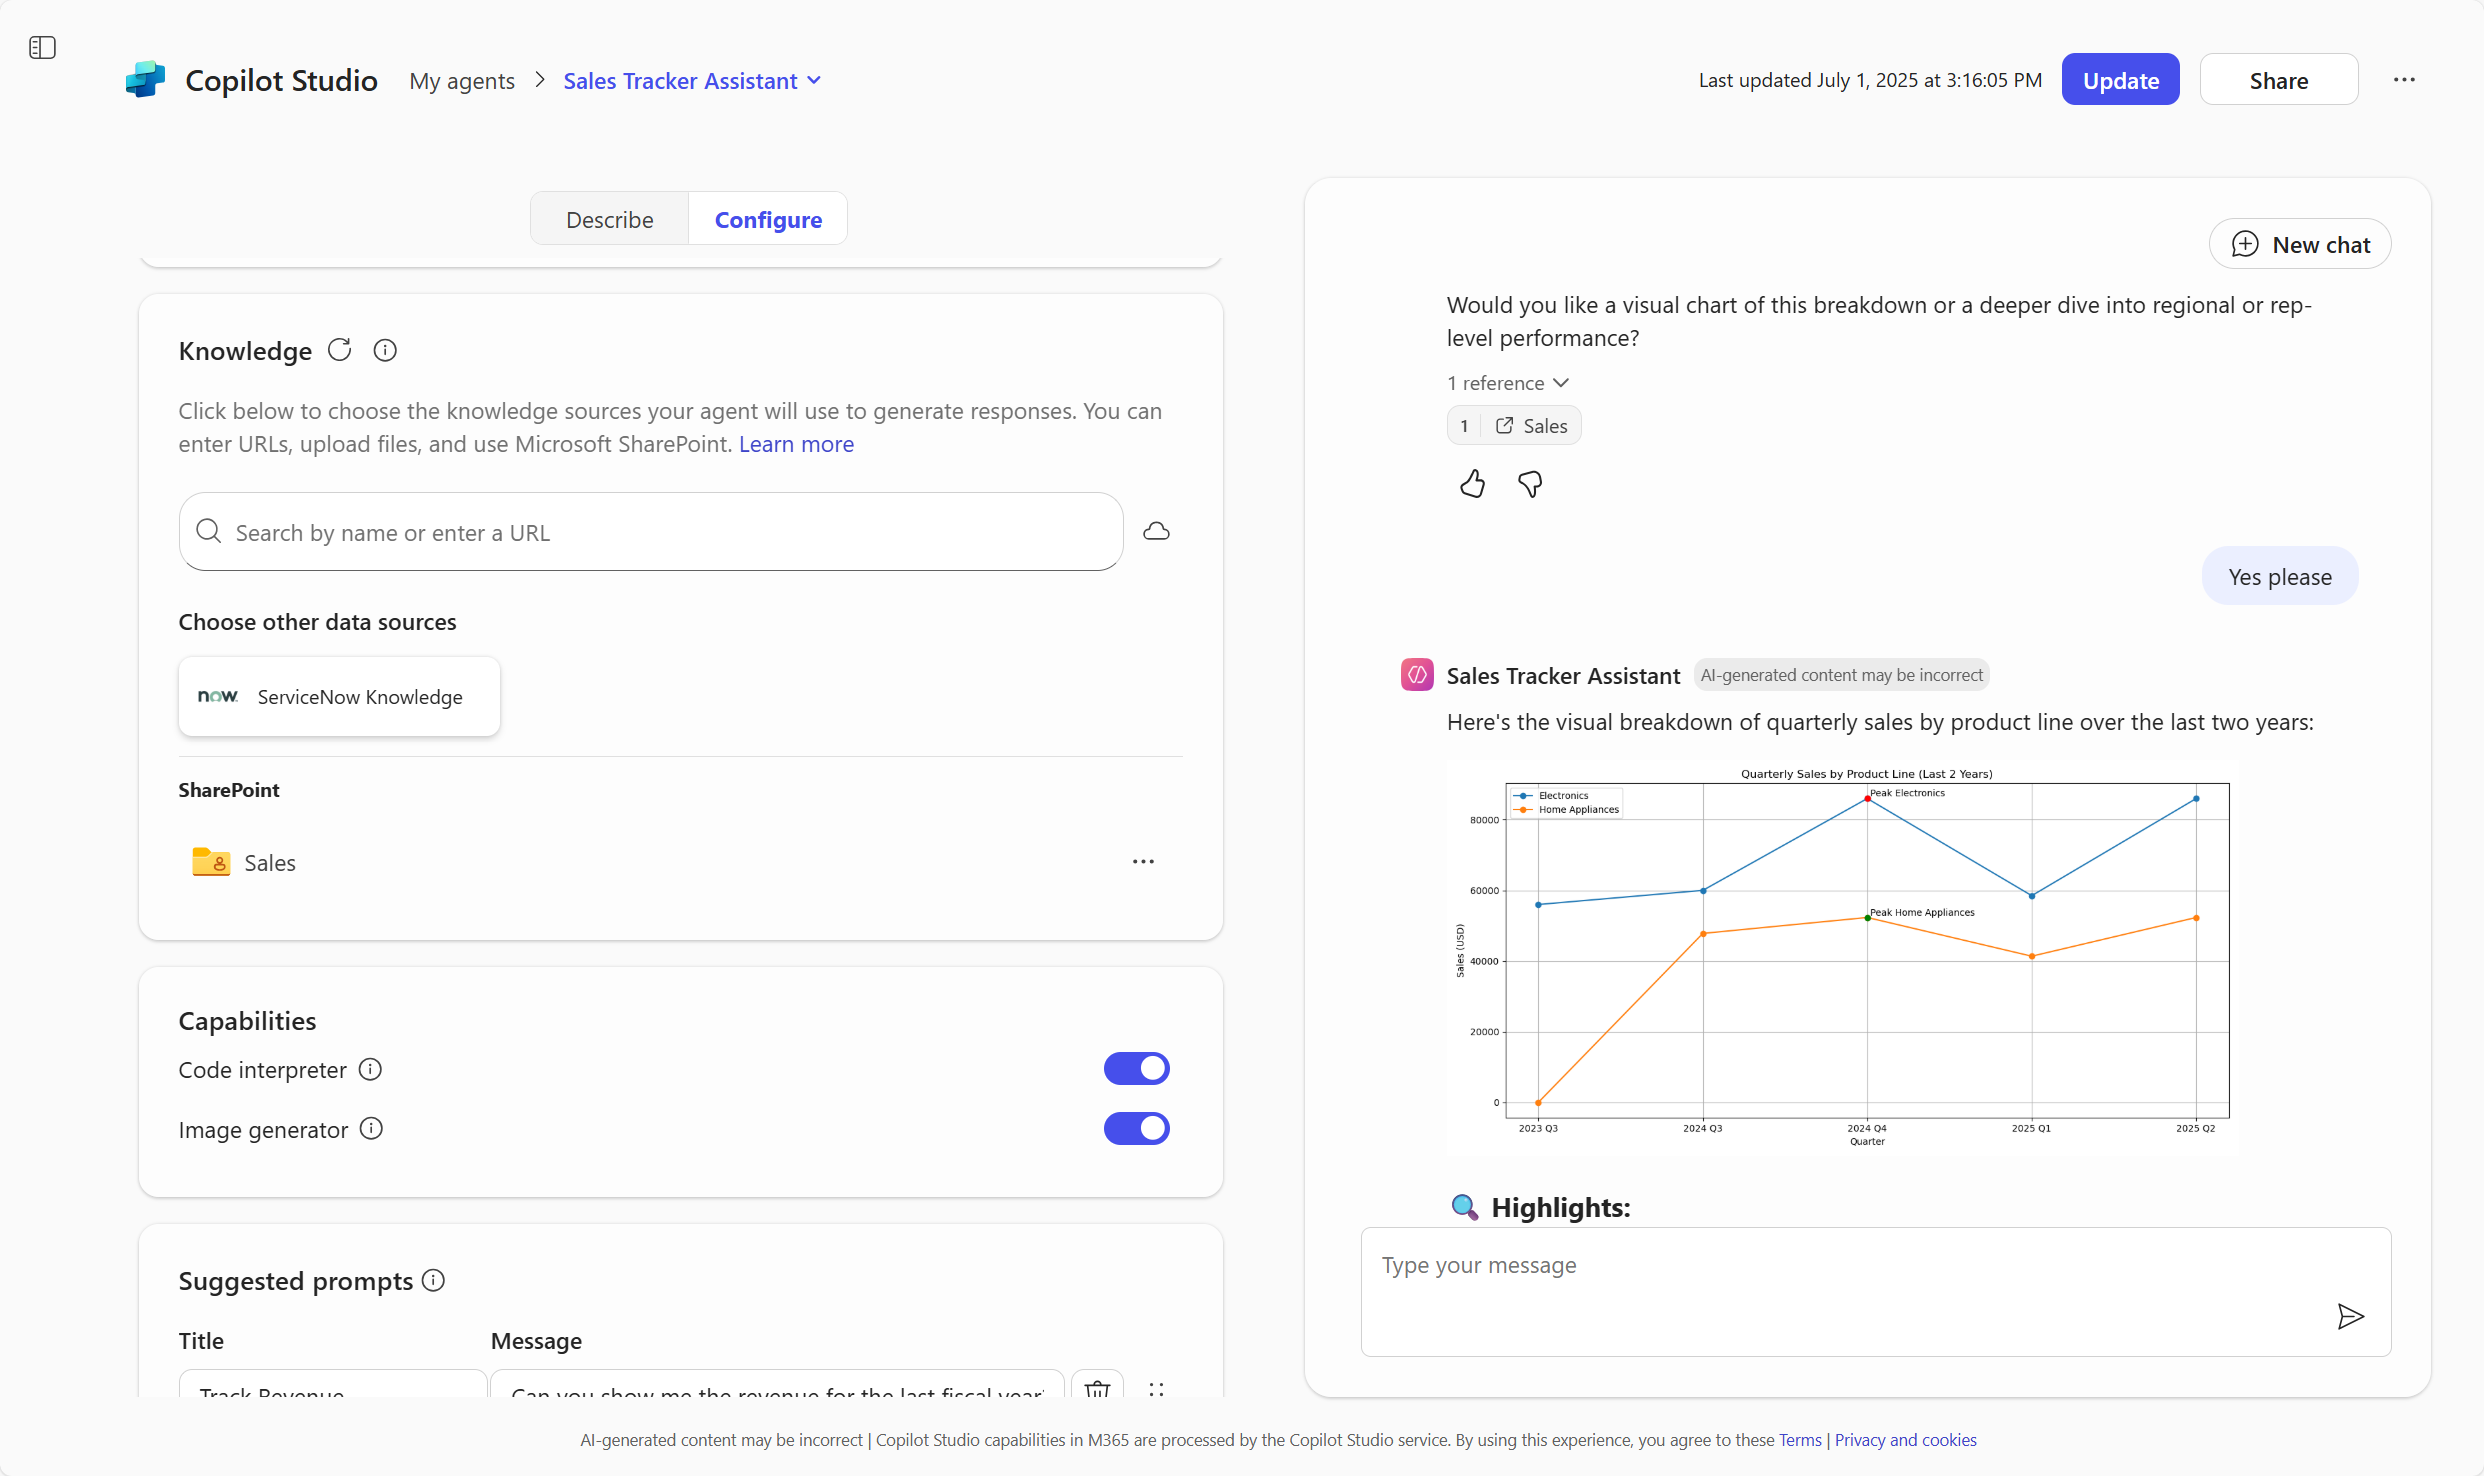 Copilot Studio
My agents
Sales Tracker Assistant
Last updated July 1, 2025 at 3:16:05 PM
Update
Share
Describe
Configure
Knowledge
Click below to choose the knowledge sources your agent will use to generate responses. You can
enter URLs, upload files, and use Microsoft SharePoint. Learn more
Search by name or enter a URL
Choose other data sources
now.
ServiceNow Knowledge
SharePoint
Sales
Capabilities
Code interpreter
Image generator
Suggested prompts
Title
Message
Track Revenue
Can you show me the revenue for the last fiscal year
New chat
Would you like a visual chart of this breakdown or a deeper dive into regional or rep-
level performance?
1 reference
1
Sales
Yes please
Sales Tracker Assistant
AI-generated content may be incorrect
Here's the visual breakdown of quarterly sales by product line over the last two years:
Quarterly Sales by Product Line (Last 2 Years)
Electronics
Home Appliances
Peak Electronics
Peak Home Appliances
80000
60000
40000
20000
0
Sales (USD)
2023 Q3
2024 Q3
2024 Q4
2025 Q1
2025 Q2
Quarter
Highlights:
Type your message
AI-generated content may be incorrect | Copilot Studio capabilities in M365 are processed by the Copilot Studio service. By using this experience, you agree to these Terms | Privacy and cookies